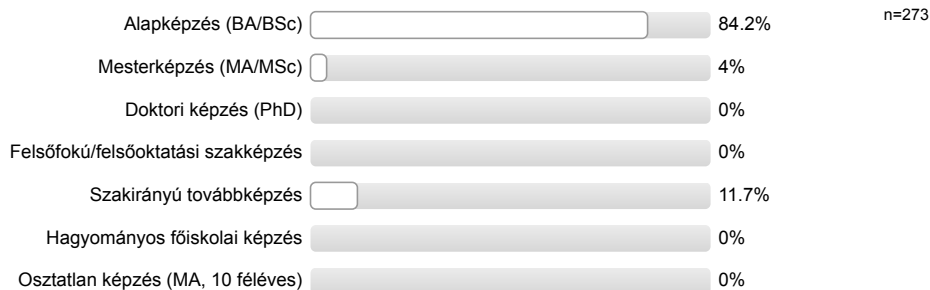 n=273
Alapképzés (BA/BSc) 84.2%
Mesterképzés (MA/MSc) 4%
Doktori képzés (PhD) 0%
Felsőfokú/felsőoktatási szakképzés 0%
Szakirányú továbbképzés 11.7%
Hagyományos főiskolai képzés 0%
Osztatlan képzés (MA, 10 féléves) 0%